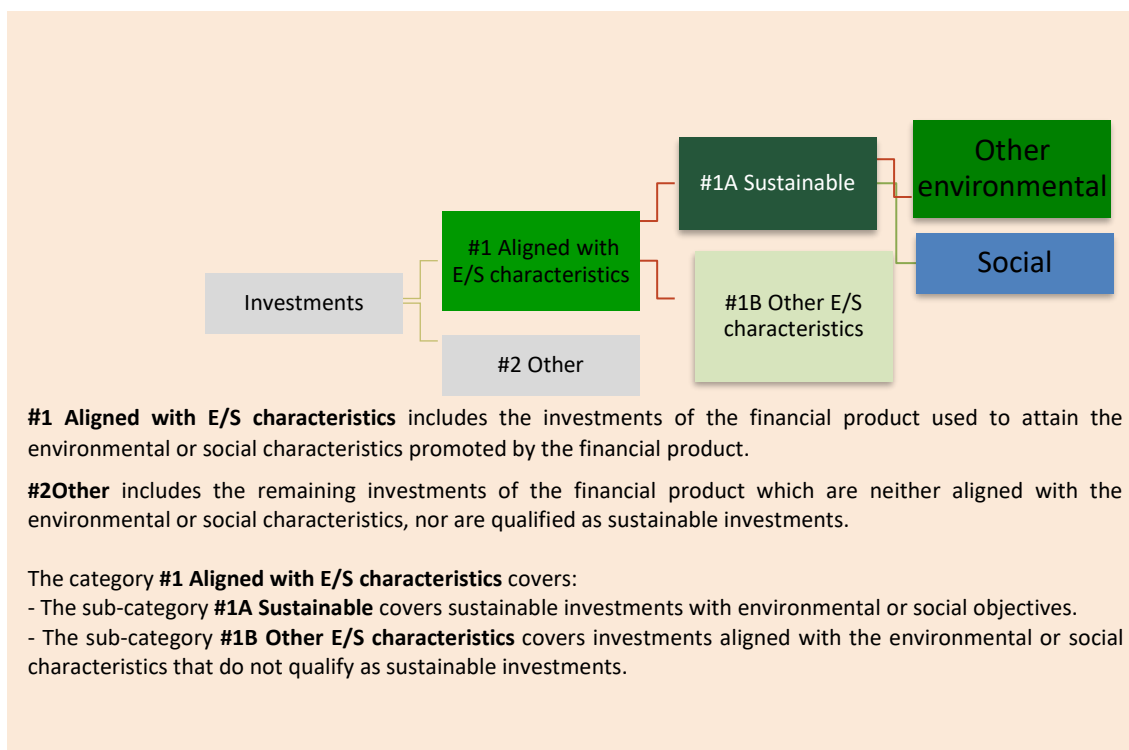 Other
environmental
#1A Sustainable
#1 Aligned with
E/S characteristics
Social
Investments
#1B Other E/S
characteristics
#2 Other
#1 Aligned with E/S characteristics includes the investments of the financial product used to attain the
environmental or social characteristics promoted by the financial product.
#2Other includes the remaining investments of the financial product which are neither aligned with the
environmental or social characteristics, nor are qualified as sustainable investments.
The category #1 Aligned with E/S characteristics covers:
- The sub-category #1A Sustainable covers sustainable investments with environmental or social objectives.
- The sub-category #1B Other E/S characteristics covers investments aligned with the environmental or social
characteristics that do not qualify as sustainable investments.